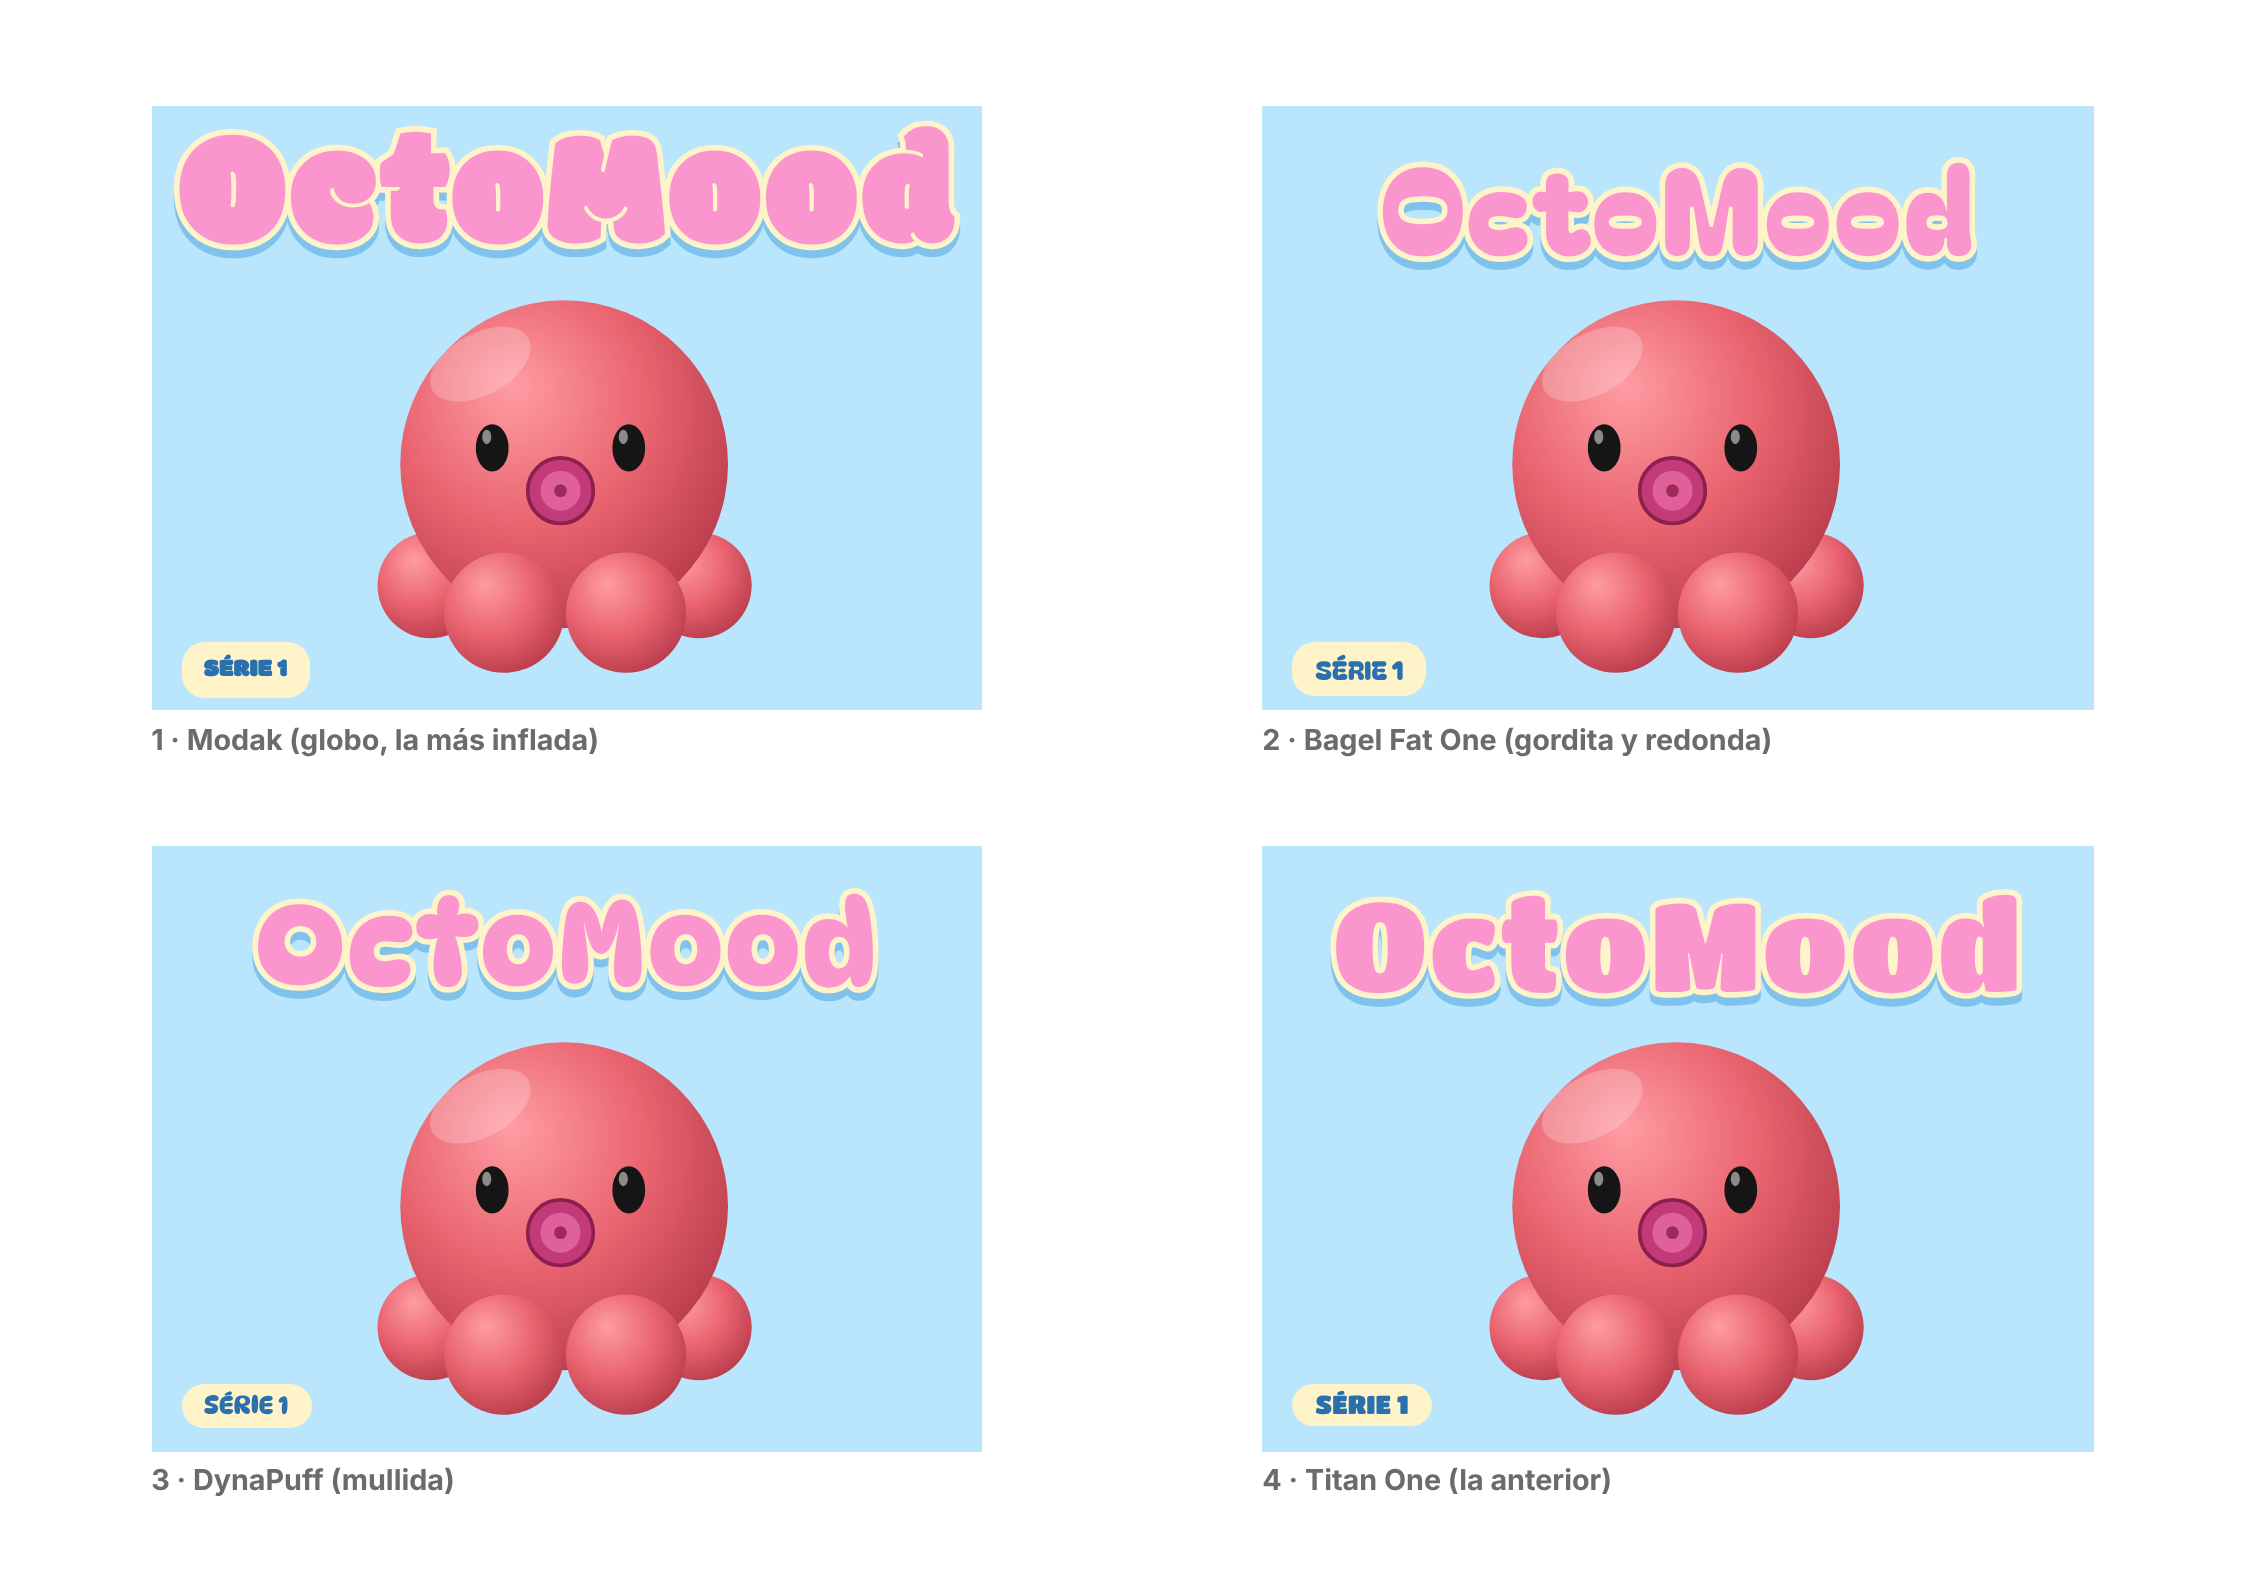 OctoMood
SÉRIE 1
1 · Modak (globo, la más inflada)
OctoMood
SÉRIE 1
2 · Bagel Fat One (gordita y redonda)
OctoMood
SÉRIE 1
3 · DynaPuff (mullida)
OctoMood
SÉRIE 1
4 · Titan One (la anterior)